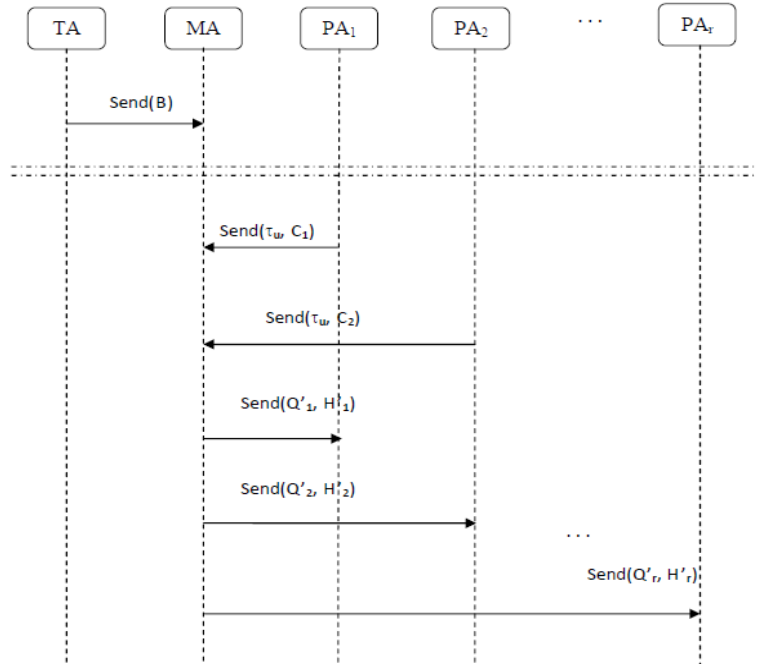 TA MA PA₁ PA₂ ... PAᵣ
Send(B)
Send(τᵤ, C₁)
Send(τᵤ, C₂)
Send(Q'₁, H'₁)
Send(Q'₂, H'₂)
...
Send(Q'ᵣ, H'ᵣ)